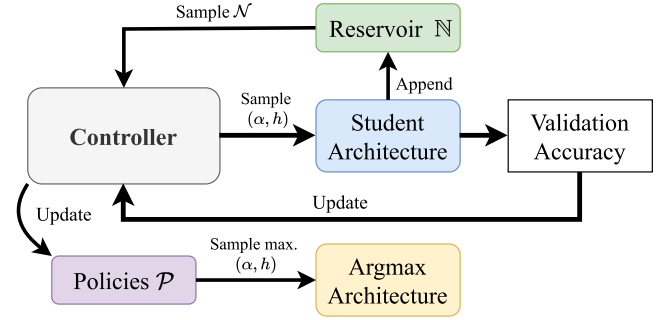 Sample 𝒩
Reservoir ℕ
Append
Controller
Sample
(α, h)
Student
Architecture
Validation
Accuracy
Update
Update
Policies 𝒫
Sample max.
(α, h)
Argmax
Architecture